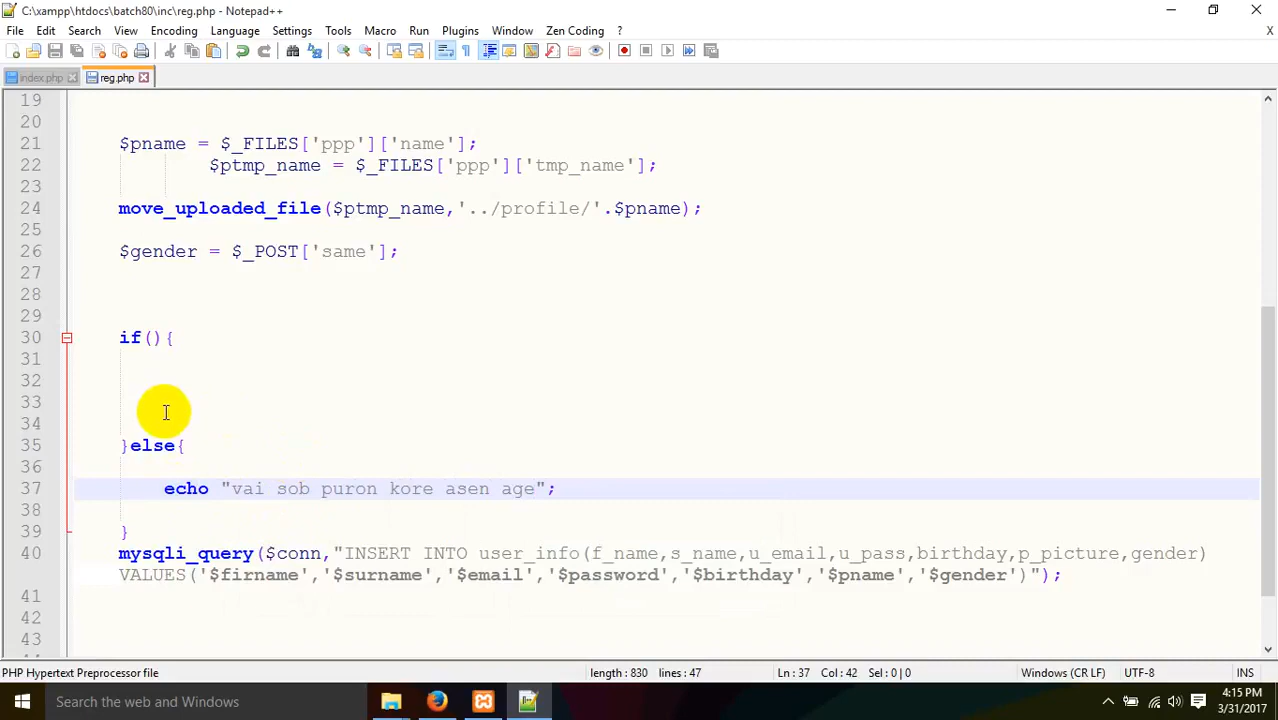 C:\xampp\htdocs\batch80\inc\reg.php - Notepad++
File Edit Search View Encoding Language Settings Tools Macro Run Plugins Window Zen Coding ?
X
index.php reg.php
19
20
21 $pname = $_FILES['ppp']['name'];
22 $ptmp_name = $_FILES['ppp']['tmp_name'];
23
24 move_uploaded_file($ptmp_name,'../profile/'.$pname);
25
26 $gender = $_POST['same'];
27
28
29
30 if(){
31
32
33
34
35 }else{
36
37 echo "vai sob puron kore asen age";
38
39 }
40 mysqli_query($conn,"INSERT INTO user_info(f_name,s_name,u_email,u_pass,birthday,p_picture,gender)
VALUES('$firname','$surname','$email','$password','$birthday','$pname','$gender')");
41
42
43
PHP Hypertext Preprocessor file length : 830 lines : 47 Ln : 37 Col : 42 Sel : 0 | 0 Windows (CR LF) UTF-8 INS
Search the web and Windows
4:15 PM
3/31/2017